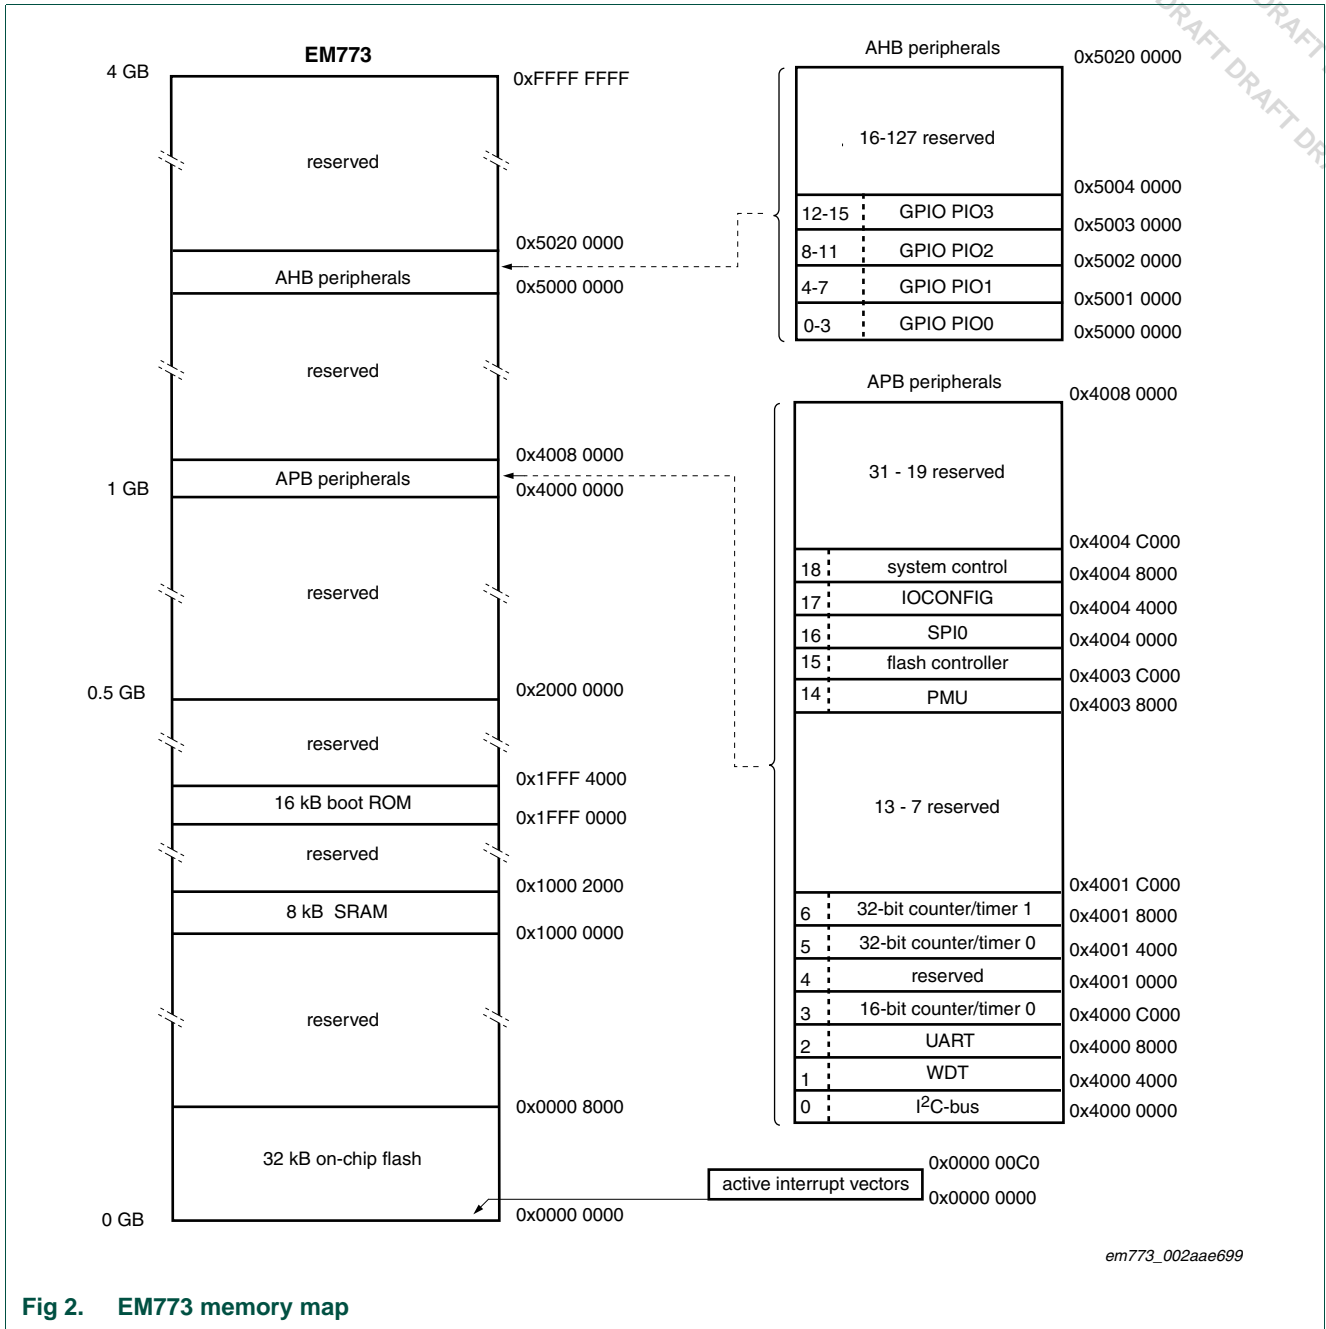 EM773
4 GB
0xFFFF FFFF
reserved
0x5020 0000
AHB peripherals
0x5000 0000
reserved
0x4008 0000
APB peripherals
1 GB
0x4000 0000
reserved
0.5 GB
0x2000 0000
reserved
0x1FFF 4000
16 kB boot ROM
0x1FFF 0000
reserved
0x1000 2000
8 kB SRAM
0x1000 0000
reserved
0x0000 8000
32 kB on-chip flash
0 GB
0x0000 0000
AHB peripherals
0x5020 0000
16-127 reserved
0x5004 0000
12-15 GPIO PIO3
0x5003 0000
8-11 GPIO PIO2
0x5002 0000
4-7 GPIO PIO1
0x5001 0000
0-3 GPIO PIO0
0x5000 0000
APB peripherals
0x4008 0000
31 - 19 reserved
0x4004 C000
18 system control
0x4004 8000
17 IOCONFIG
0x4004 4000
16 SPI0
0x4004 0000
15 flash controller
0x4003 C000
14 PMU
0x4003 8000
13 - 7 reserved
0x4001 C000
6 32-bit counter/timer 1
0x4001 8000
5 32-bit counter/timer 0
0x4001 4000
4 reserved
0x4001 0000
3 16-bit counter/timer 0
0x4000 C000
2 UART
0x4000 8000
1 WDT
0x4000 4000
0 I2C-bus
0x4000 0000
0x0000 00C0
active interrupt vectors
0x0000 0000
em773_002aae699
Fig 2. EM773 memory map
DRAFT DRAFT
DRAFT